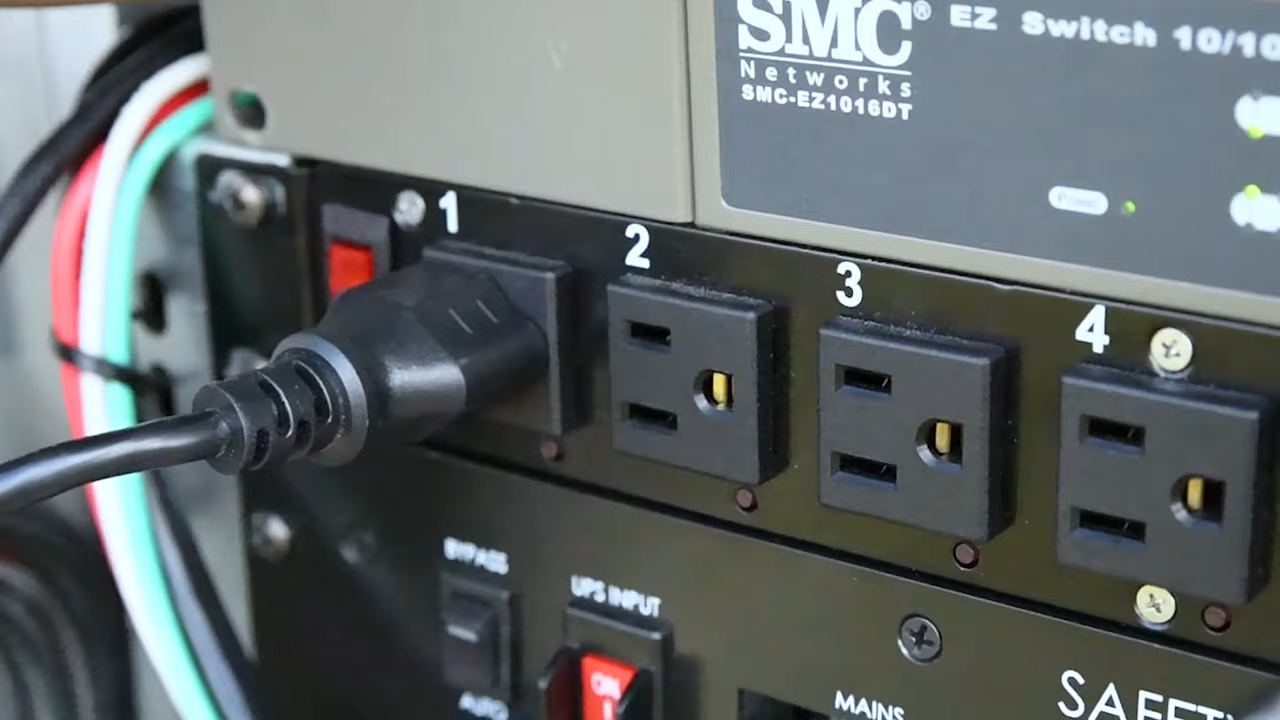 SMC® EZ Switch 10/10
Networks
SMC-EZ1016DT
Power
1
2
3
4
BYPASS
UPS INPUT
ON
AUTO
MAINS
SAFETY